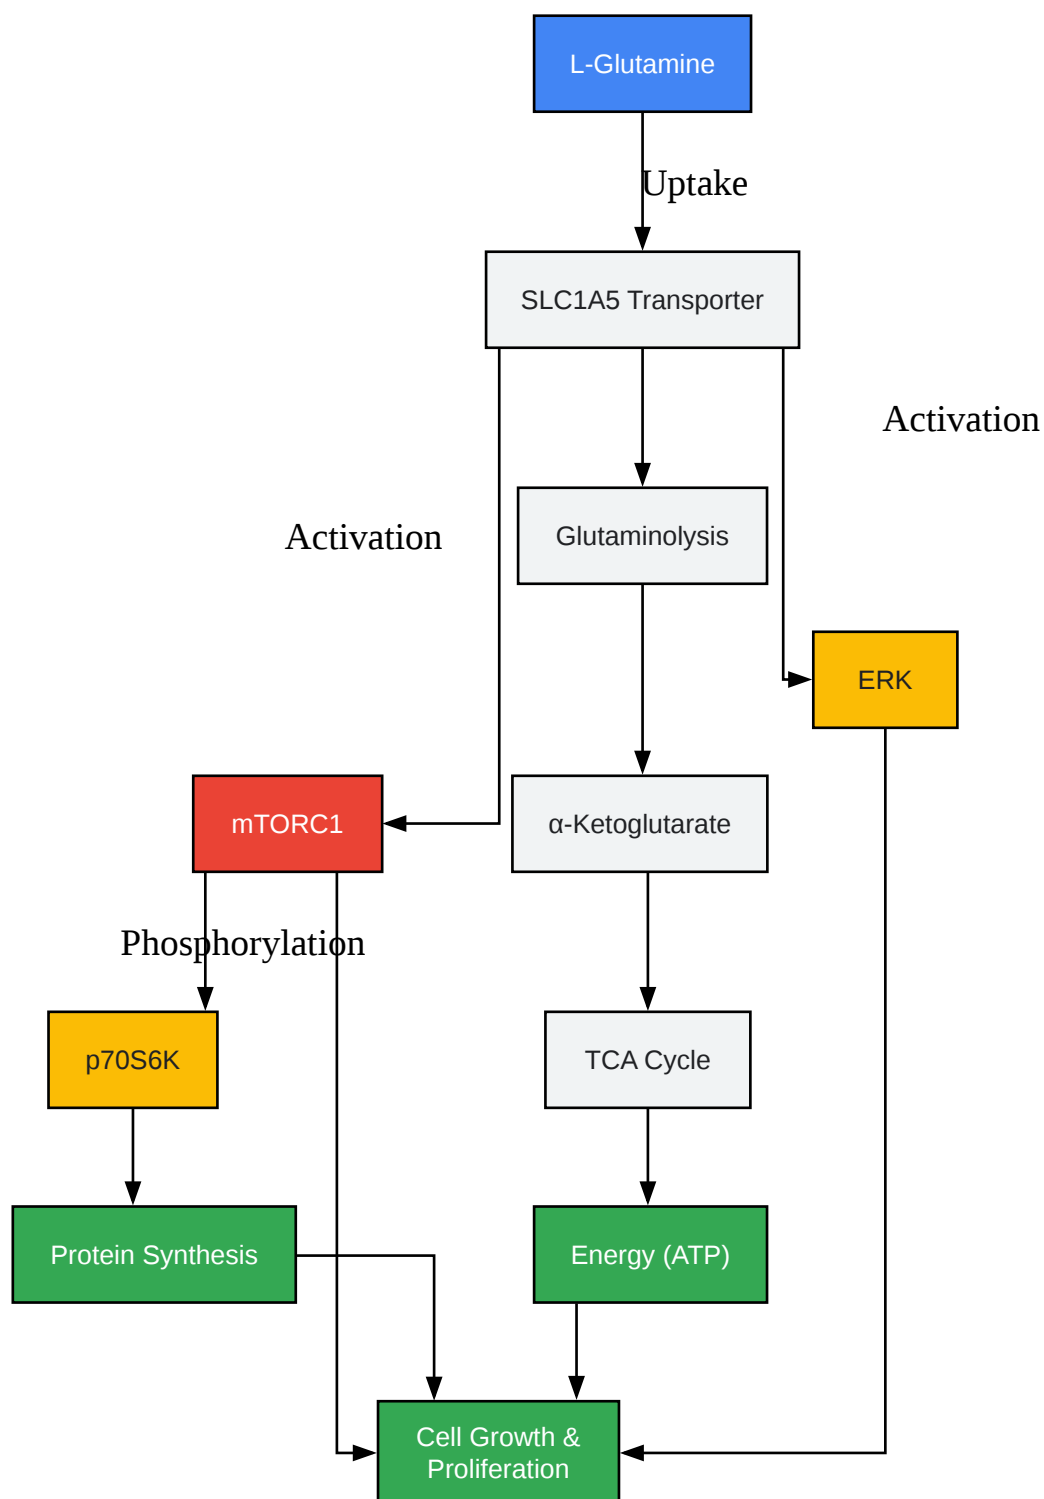 L-Glutamine
Uptake
SLC1A5 Transporter
Activation
Activation
Glutaminolysis
ERK
mTORC1
α-Ketoglutarate
Phosphorylation
p70S6K
TCA Cycle
Protein Synthesis
Energy (ATP)
Cell Growth &
Proliferation